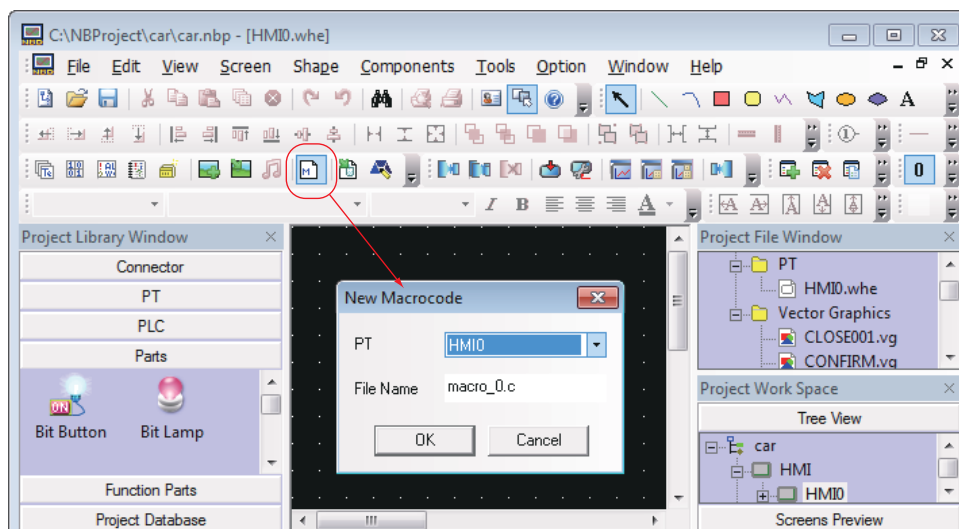 C:\NBProject\car\car.nbp - [HMI0.whe]
File Edit View Screen Shape Components Tools Option Window Help
A
M
0
I B A
Project Library Window
Connector
PT
PLC
Parts
ON
Bit Button Bit Lamp
Function Parts
Project Database
New Macrocode
PT HMI0
File Name macro_0.c
OK Cancel
Project File Window
PT
HMI0.whe
Vector Graphics
CLOSE001.vg
CONFIRM.vg
Project Work Space
Tree View
car
HMI
HMI0
Screens Preview